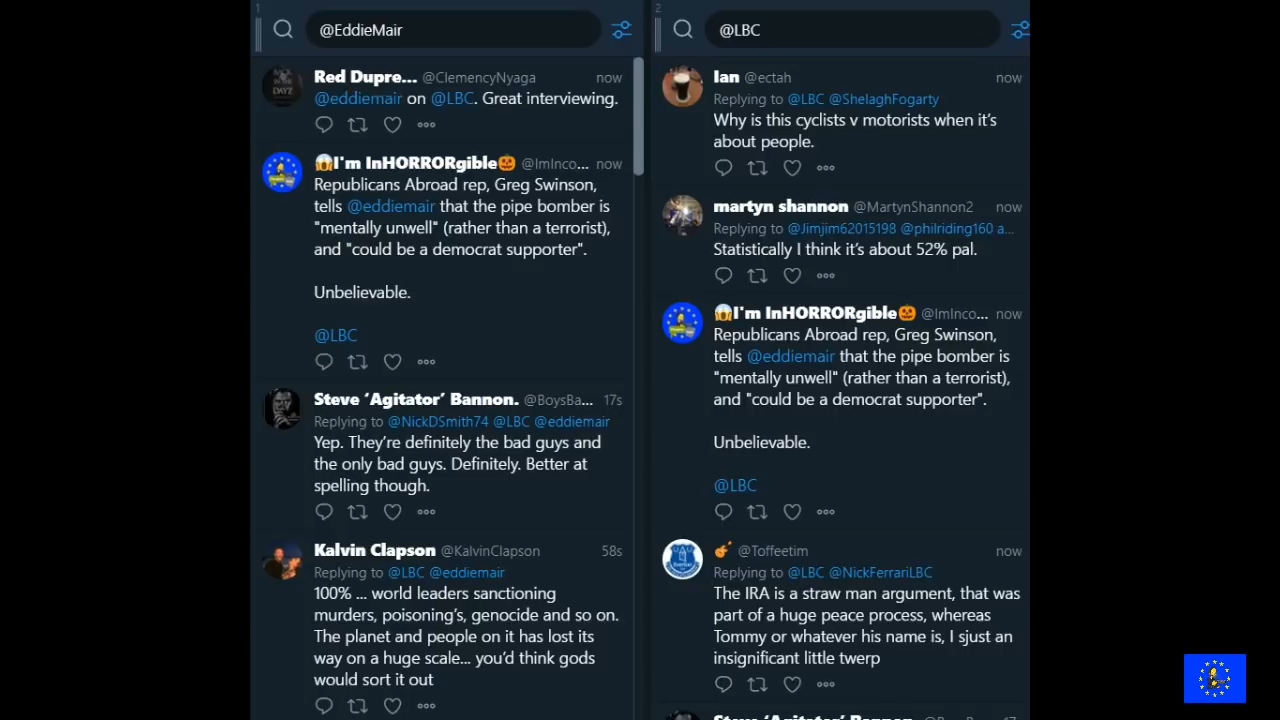 1
@EddieMair
Red Dupre... @ClemencyNyaga now
@eddiemair on @LBC. Great interviewing.
😱I'm InHORRORgible🎃 @ImInco... now
Republicans Abroad rep, Greg Swinson,
tells @eddiemair that the pipe bomber is
"mentally unwell" (rather than a terrorist),
and "could be a democrat supporter".
Unbelievable.
@LBC
Steve ‘Agitator’ Bannon. @BoysBa... 17s
Replying to @NickDSmith74 @LBC @eddiemair
Yep. They’re definitely the bad guys and
the only bad guys. Definitely. Better at
spelling though.
Kalvin Clapson @KalvinClapson 58s
Replying to @LBC @eddiemair
100% ... world leaders sanctioning
murders, poisoning’s, genocide and so on.
The planet and people on it has lost its
way on a huge scale... you’d think gods
would sort it out
2
@LBC
Ian @ectah now
Replying to @LBC @ShelaghFogarty
Why is this cyclists v motorists when it’s
about people.
martyn shannon @MartynShannon2 now
Replying to @Jimjim62015198 @philriding160 a...
Statistically I think it’s about 52% pal.
😱I'm InHORRORgible🎃 @ImInco... now
Republicans Abroad rep, Greg Swinson,
tells @eddiemair that the pipe bomber is
"mentally unwell" (rather than a terrorist),
and "could be a democrat supporter".
Unbelievable.
@LBC
🎸 @Toffeetim now
Replying to @LBC @NickFerrariLBC
The IRA is a straw man argument, that was
part of a huge peace process, whereas
Tommy or whatever his name is, I sjust an
insignificant little twerp
Steve ‘Agitator’ Bannon. @BoysBa... 17s